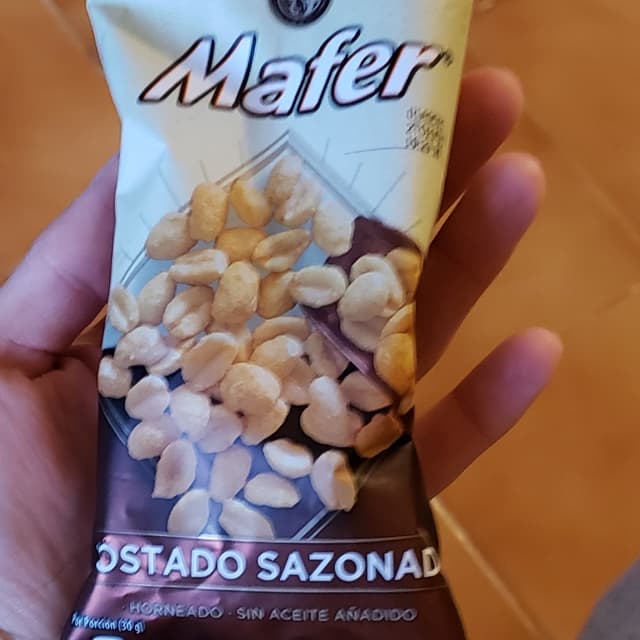 Mafer
OSTADO SAZONAD
HORNEADO · SIN ACEITE AÑADIDO
Por Porción (30 g)